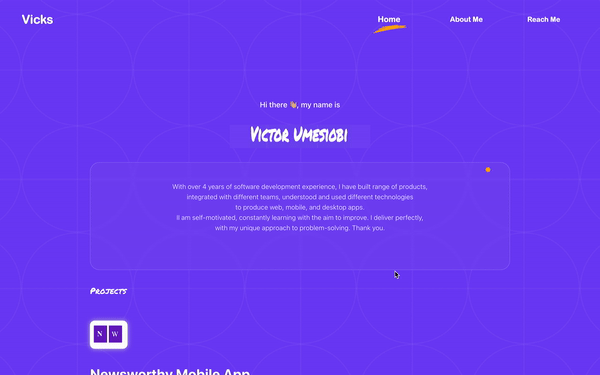 Vicks
Home
About Me
Reach Me
Hi there 👋, my name is
Victor Umesiobi
With over 4 years of software development experience, I have built range of products,
integrated with different teams, understood and used different technologies
to produce web, mobile, and desktop apps.
II am self-motivated, constantly learning with the aim to improve. I deliver perfectly,
with my unique approach to problem-solving. Thank you.
Projects
N W
Newsworthy Mobile App